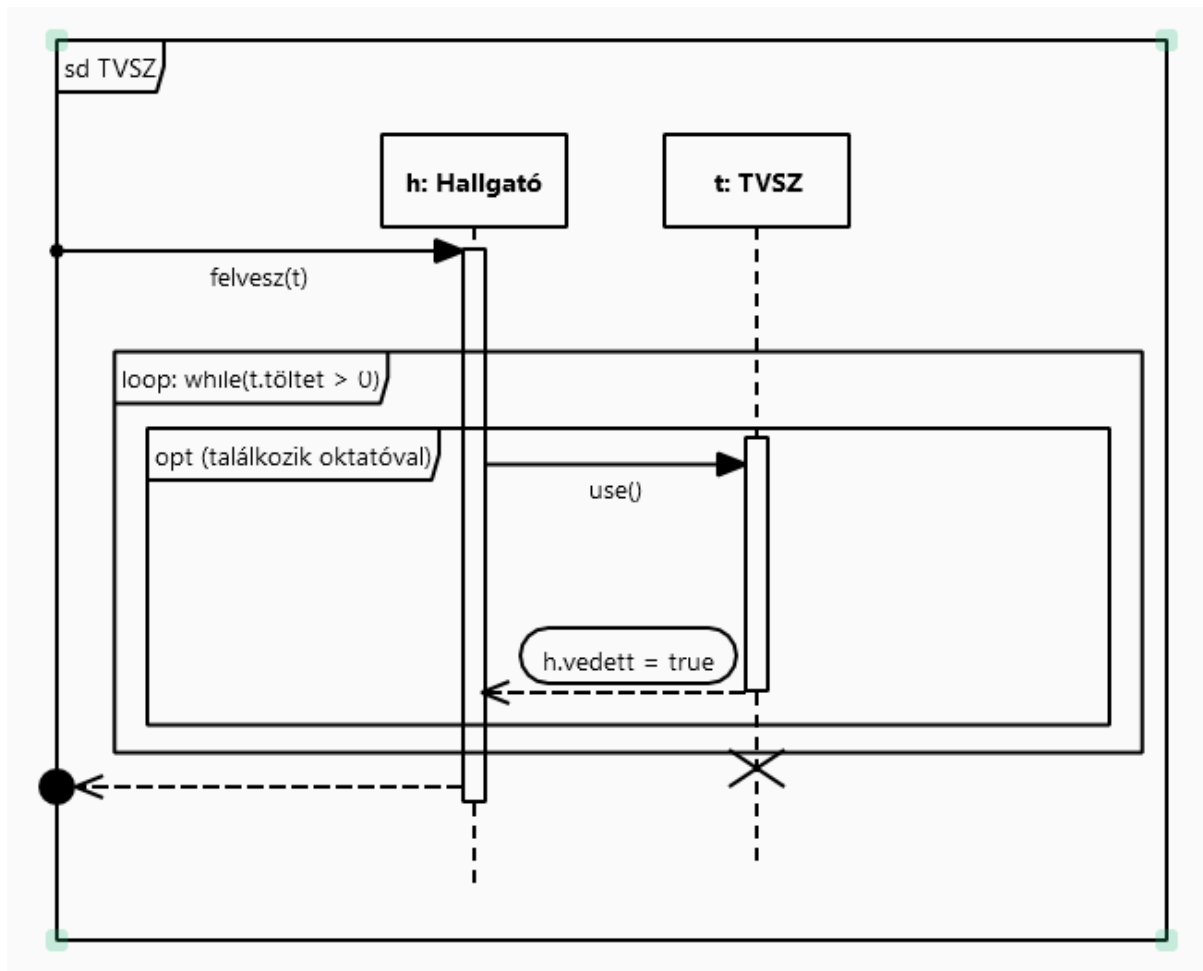 sd TVSZ
h: Hallgató
t: TVSZ
felvesz(t)
loop: while(t.töltet > 0)
opt (találkozik oktatóval)
use()
h.vedett = true